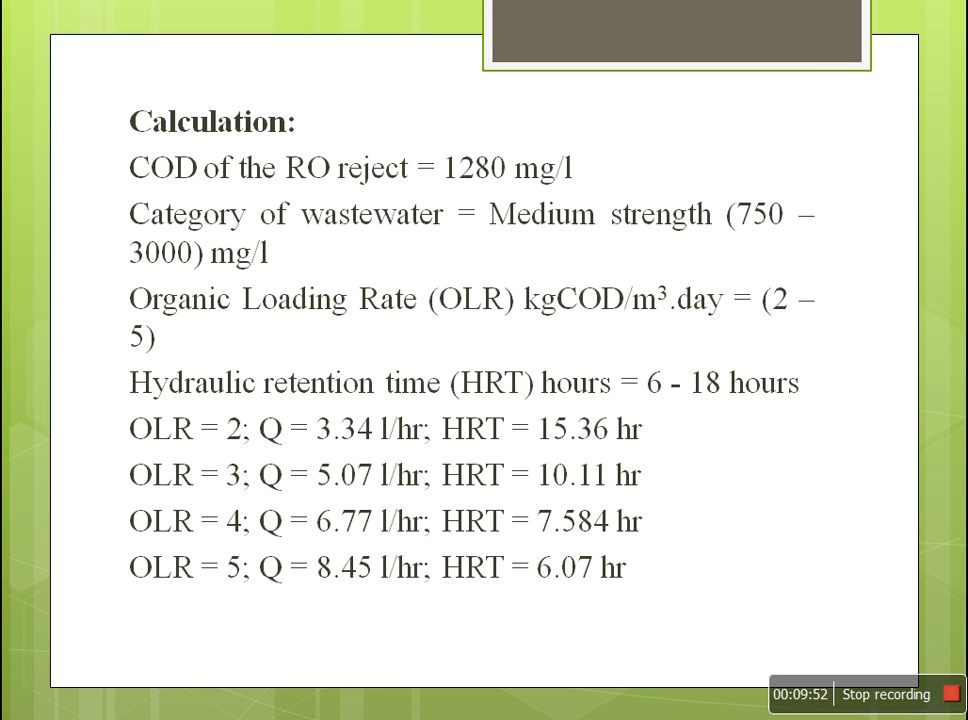 Calculation:
COD of the RO reject = 1280 mg/l
Category of wastewater = Medium strength (750 –
3000) mg/l
Organic Loading Rate (OLR) kgCOD/m³.day = (2 –
5)
Hydraulic retention time (HRT) hours = 6 - 18 hours
OLR = 2; Q = 3.34 l/hr; HRT = 15.36 hr
OLR = 3; Q = 5.07 l/hr; HRT = 10.11 hr
OLR = 4; Q = 6.77 l/hr; HRT = 7.584 hr
OLR = 5; Q = 8.45 l/hr; HRT = 6.07 hr
00:09:52 Stop recording